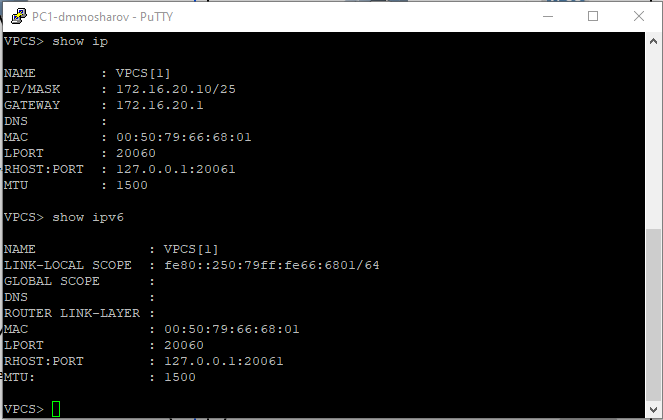 PC1-dmmosharov - PuTTY
VPCS> show ip
NAME        : VPCS[1]
IP/MASK     : 172.16.20.10/25
GATEWAY     : 172.16.20.1
DNS         :
MAC         : 00:50:79:66:68:01
LPORT       : 20060
RHOST:PORT  : 127.0.0.1:20061
MTU         : 1500
VPCS> show ipv6
NAME              : VPCS[1]
LINK-LOCAL SCOPE  : fe80::250:79ff:fe66:6801/64
GLOBAL SCOPE      :
DNS               :
ROUTER LINK-LAYER :
MAC               : 00:50:79:66:68:01
LPORT             : 20060
RHOST:PORT        : 127.0.0.1:20061
MTU:              : 1500
VPCS>